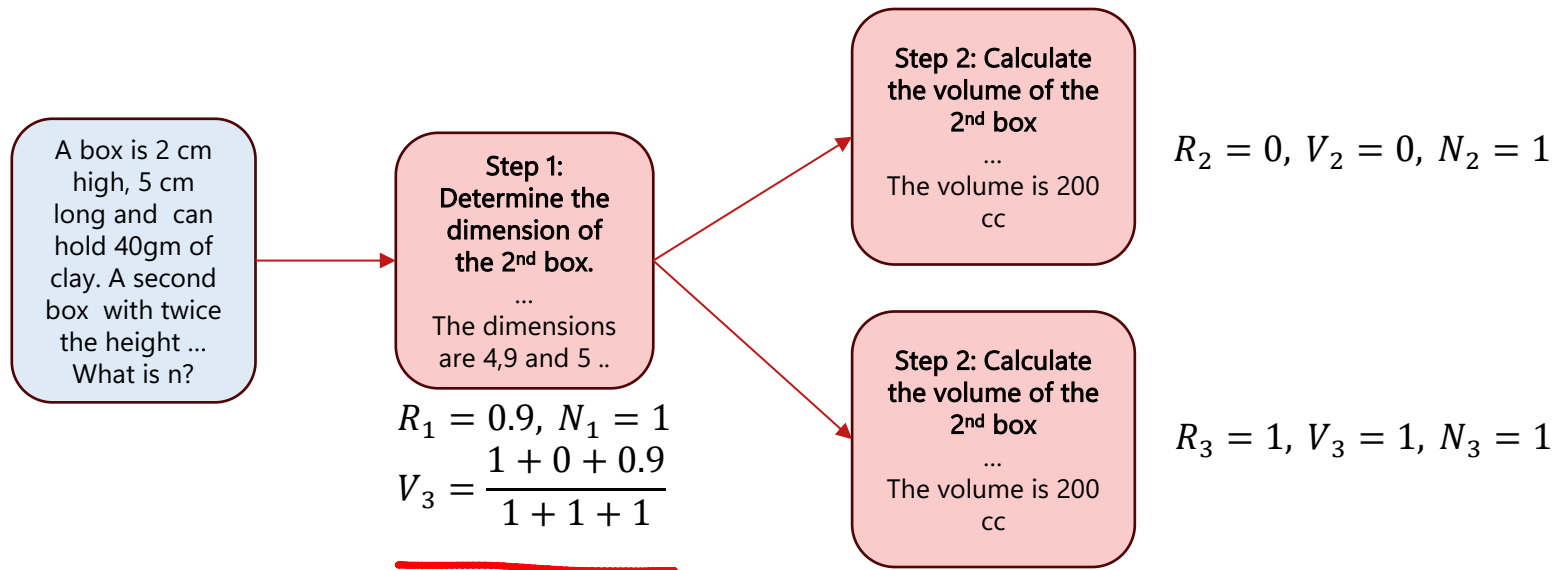 A box is 2 cm
high, 5 cm
long and can
hold 40gm of
clay. A second
box with twice
the height ...
What is n?
Step 1:
Determine the
dimension of
the 2nd box.
...
The dimensions
are 4,9 and 5 ..
R₁ = 0.9, N₁ = 1
V₃ = (1 + 0 + 0.9)/(1 + 1 + 1)
Step 2: Calculate
the volume of the
2nd box
...
The volume is 200
cc
R₂ = 0, V₂ = 0, N₂ = 1
Step 2: Calculate
the volume of the
2nd box
...
The volume is 200
cc
R₃ = 1, V₃ = 1, N₃ = 1